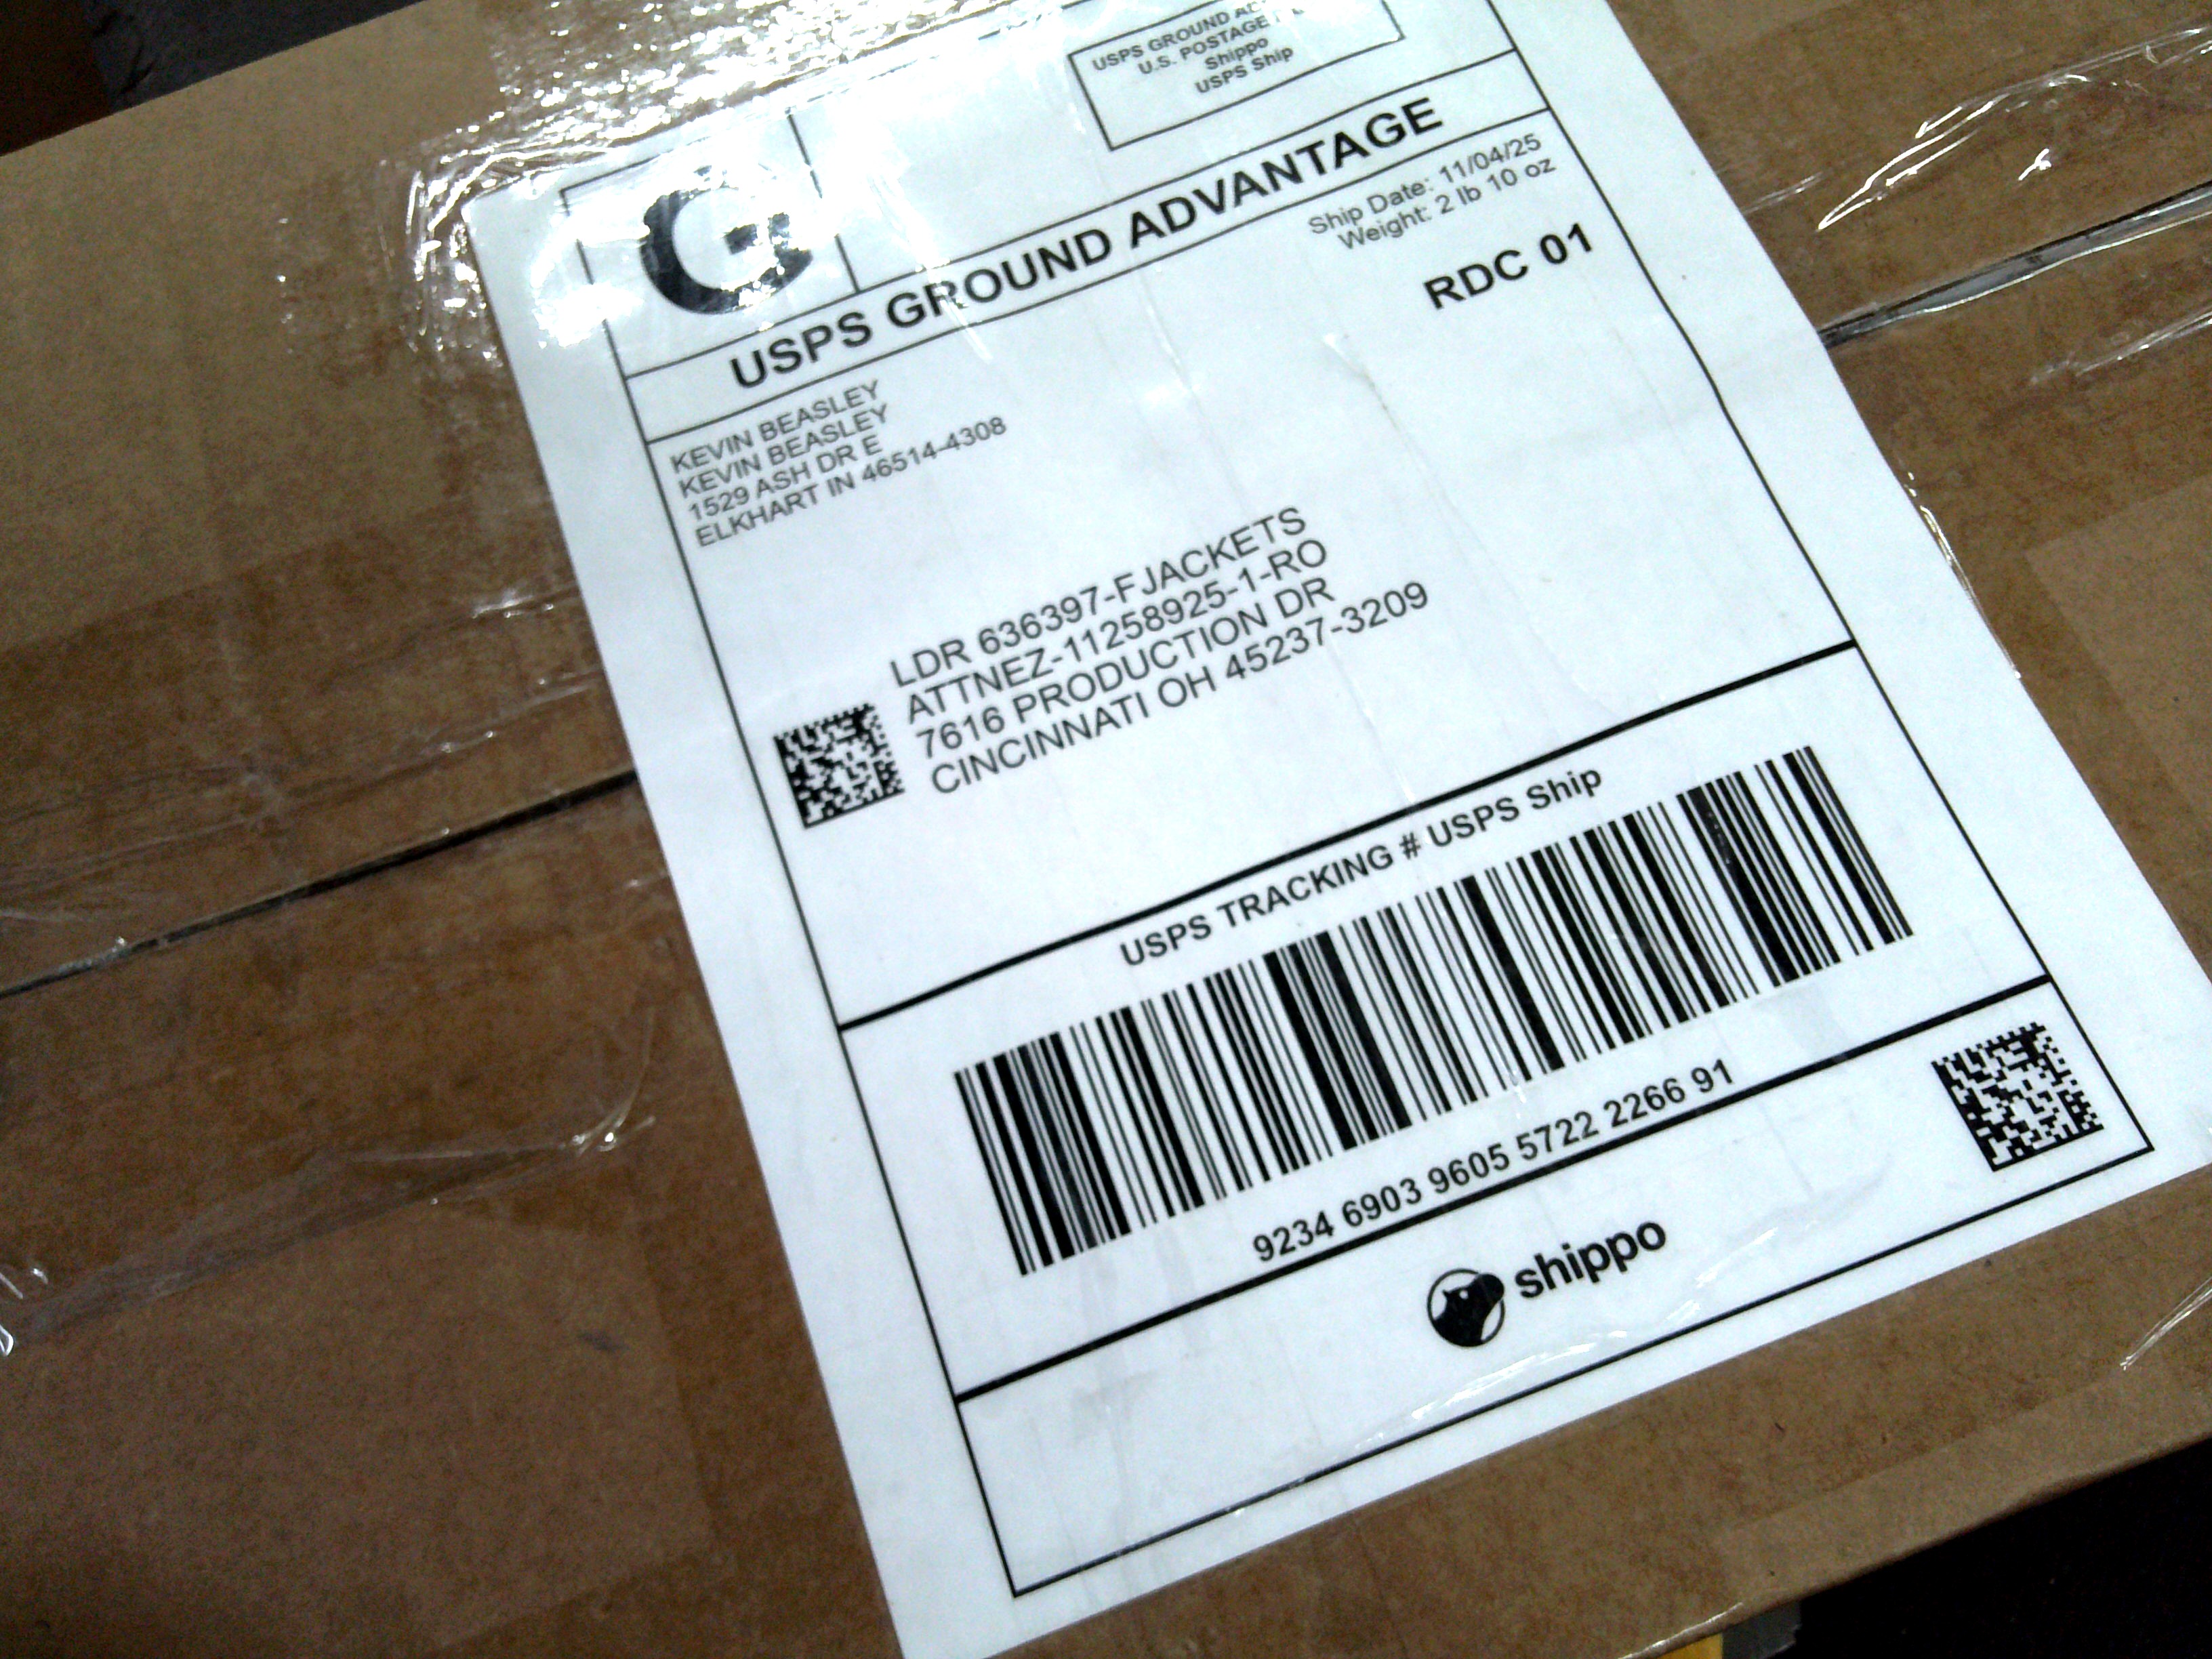 USPS GROUND
U.S. POSTAGE
Shippo
USPS Ship
G
USPS GROUND ADVANTAGE
Ship Date: 11/04/25
Weight: 2 lb 10 oz
RDC 01
KEVIN BEASLEY
KEVIN BEASLEY
1529 ASH DR E
ELKHART IN 46514-4308
LDR 636397-FJACKETS
ATTNEZ-11258925-1-RO
7616 PRODUCTION DR
CINCINNATI OH 45237-3209
USPS TRACKING # USPS Ship
9234 6903 9605 5722 2266 91
shippo